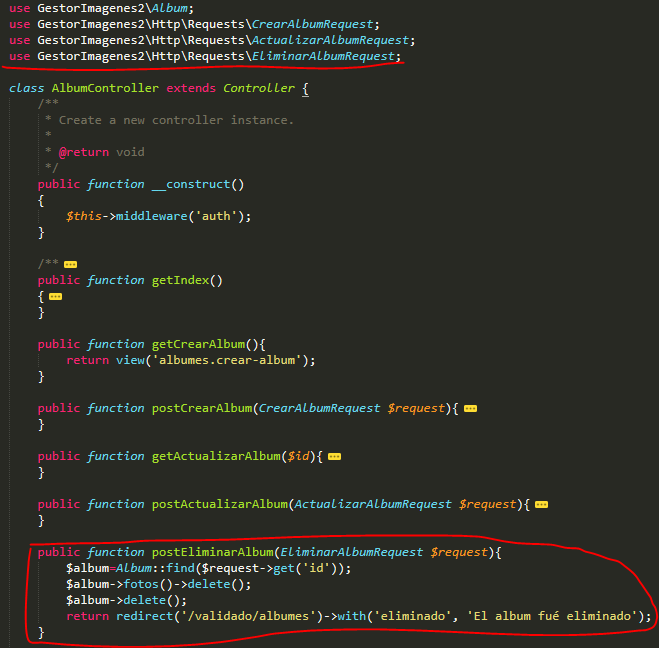 use GestorImagenes2\Album;
use GestorImagenes2\Http\Requests\CrearAlbumRequest;
use GestorImagenes2\Http\Requests\ActualizarAlbumRequest;
use GestorImagenes2\Http\Requests\EliminarAlbumRequest;
class AlbumController extends Controller {
/**
* Create a new controller instance.
*
* @return void
*/
public function __construct()
{
$this->middleware('auth');
}
/**
public function getIndex()
{
}
public function getCrearAlbum(){
return view('albumes.crear-album');
}
public function postCrearAlbum(CrearAlbumRequest $request){
}
public function getActualizarAlbum($id){
}
public function postActualizarAlbum(ActualizarAlbumRequest $request){
}
public function postEliminarAlbum(EliminarAlbumRequest $request){
$album=Album::find($request->get('id'));
$album->fotos()->delete();
$album->delete();
return redirect('/validado/albumes')->with('eliminado', 'El album fué eliminado');
}